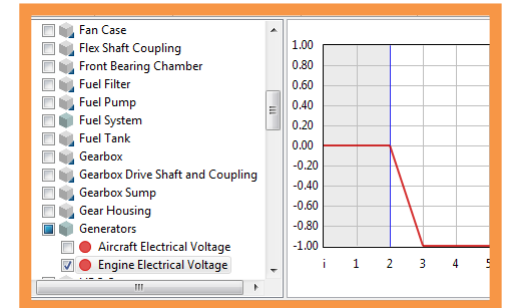 Fan Case
Flex Shaft Coupling
Front Bearing Chamber
Fuel Filter
Fuel Pump
Fuel System
Fuel Tank
Gearbox
Gearbox Drive Shaft and Coupling
Gearbox Sump
Gear Housing
Generators
Aircraft Electrical Voltage
Engine Electrical Voltage
1.00
0.80
0.60
0.40
0.20
0.00
-0.20
-0.40
-0.60
-0.80
-1.00
i 1 2 3 4